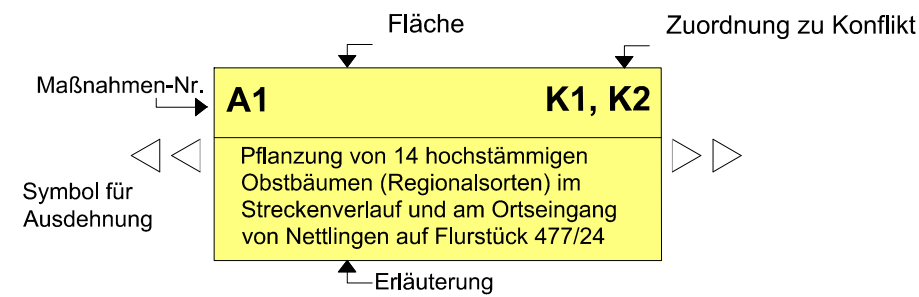 Fläche
Zuordnung zu Konflikt
Maßnahmen-Nr.
A1
K1, K2
Pflanzung von 14 hochstämmigen
Obstbäumen (Regionalsorten) im
Streckenverlauf und am Ortseingang
von Nettlingen auf Flurstück 477/24
Symbol für
Ausdehnung
Erläuterung